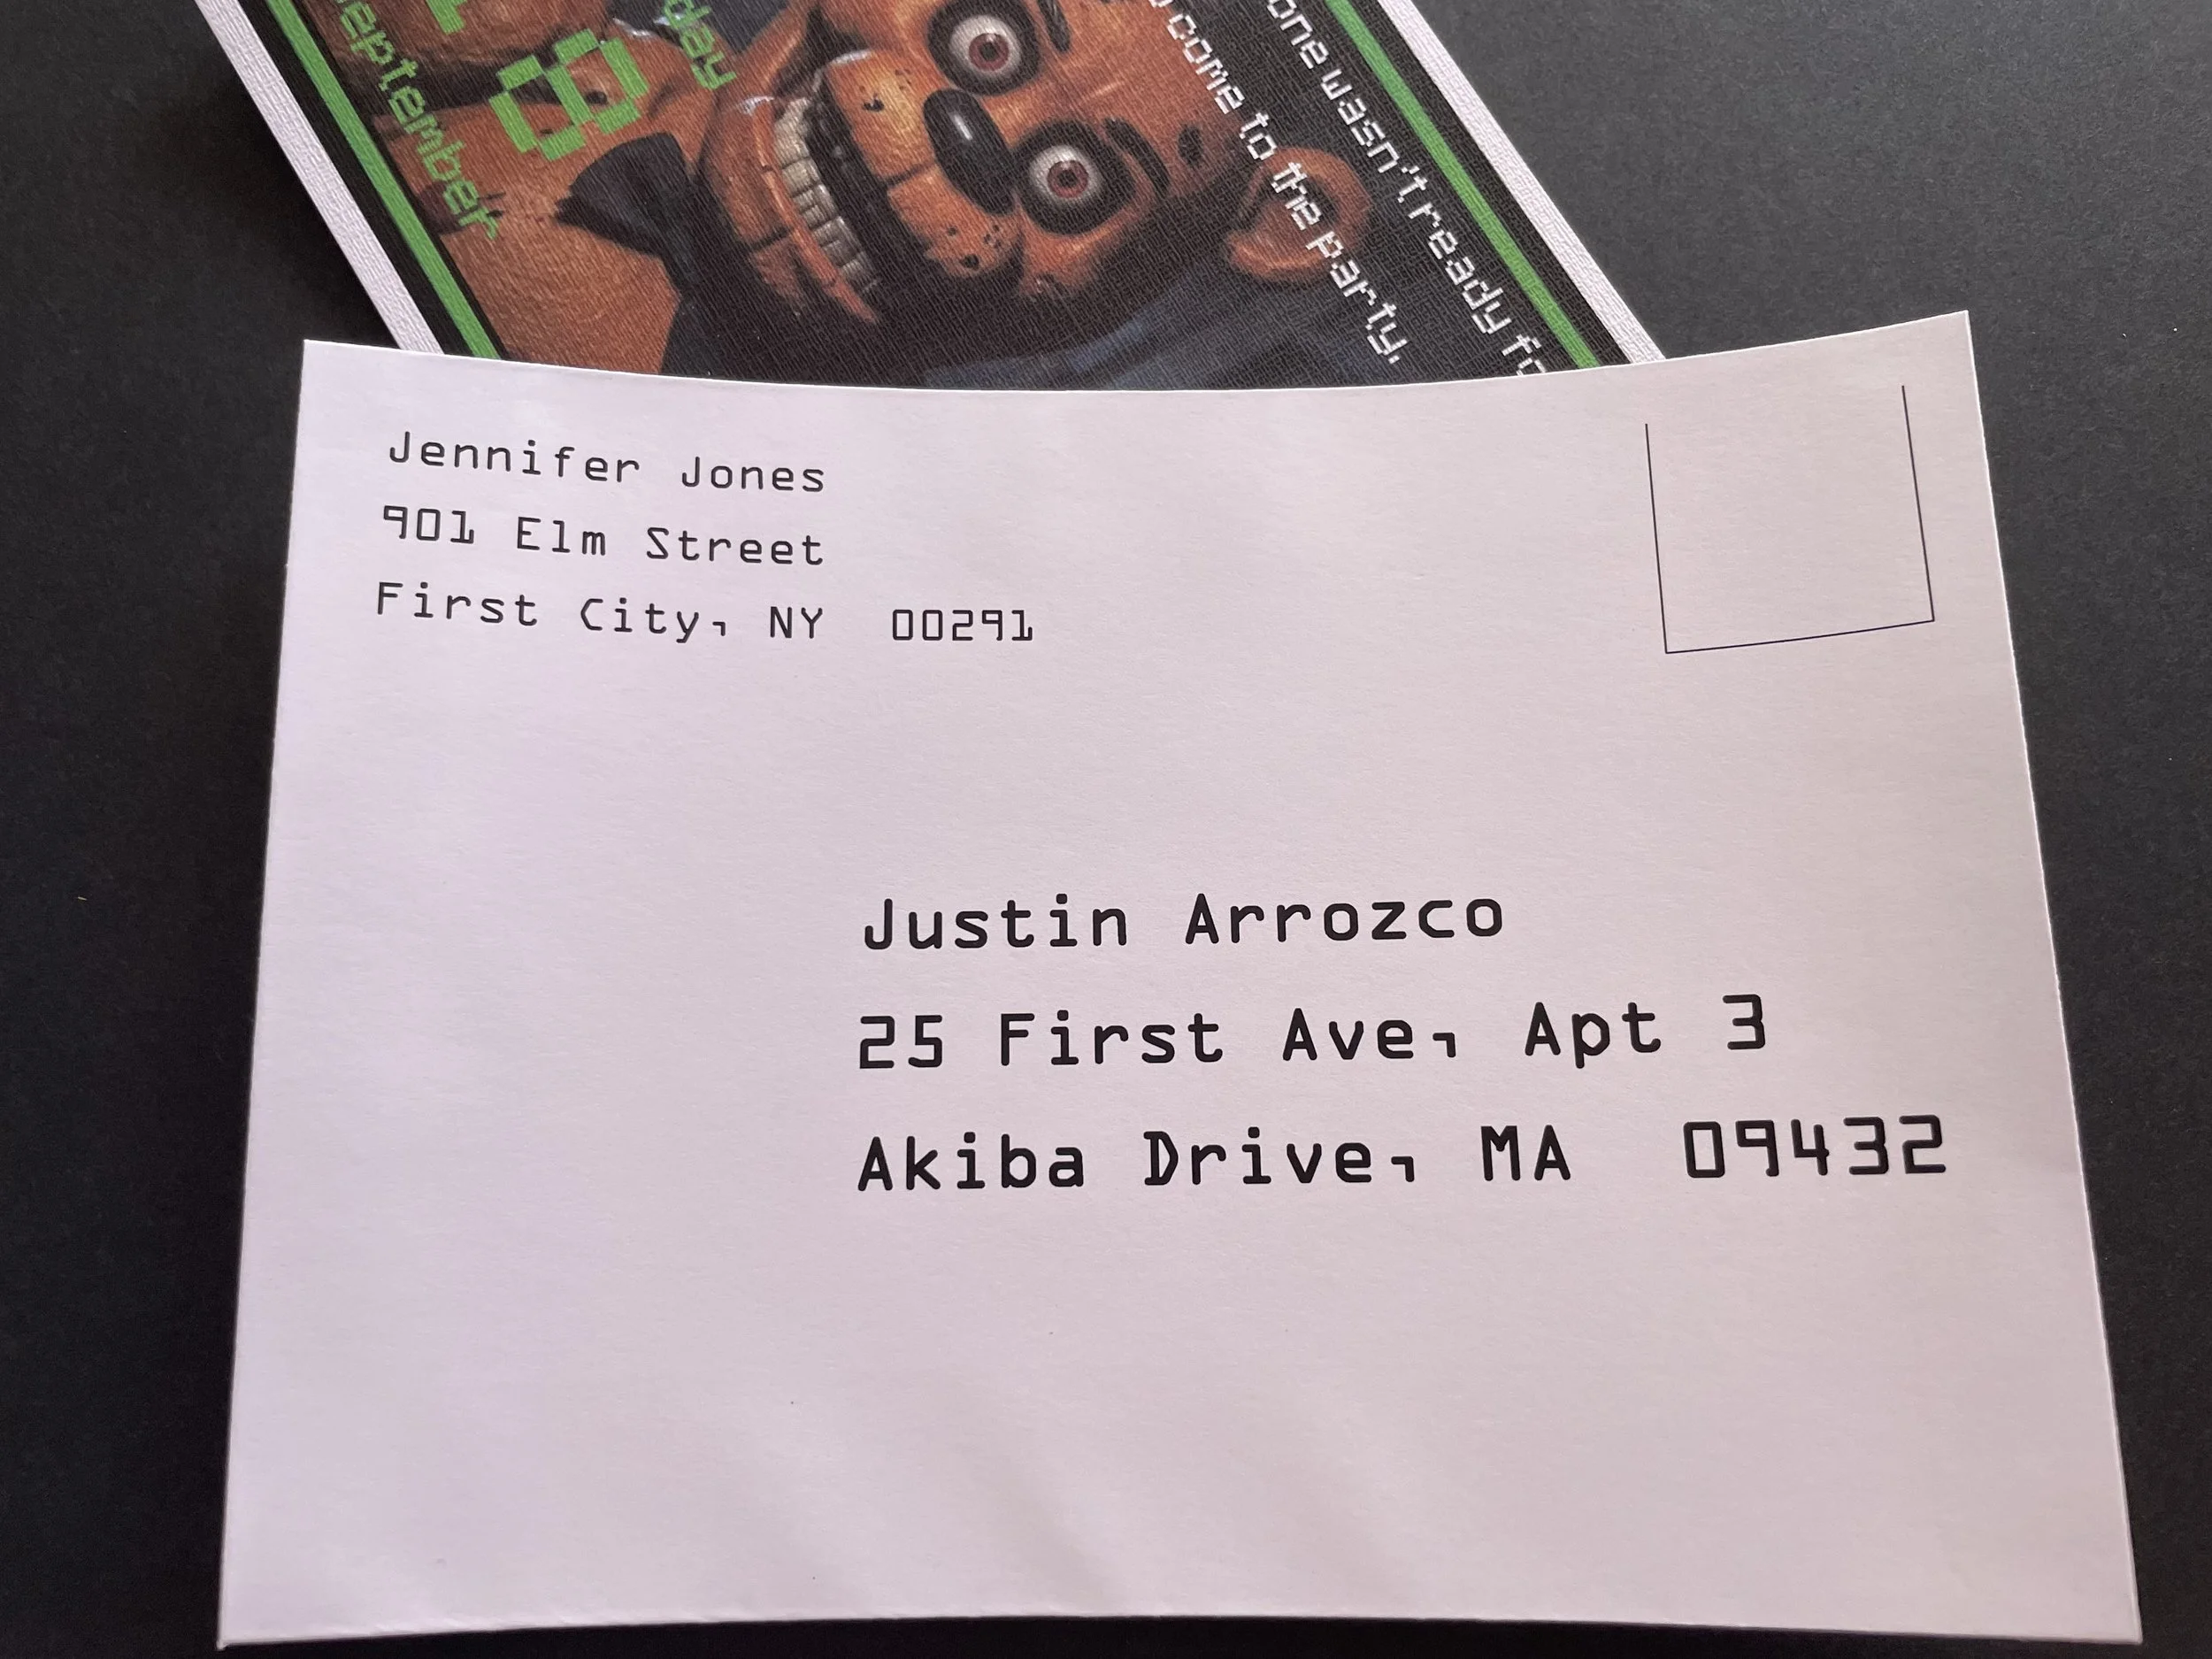 day
8
one wasn't ready fo
come to the party.
Jennifer Jones
901 Elm Street
First City, NY 00291
Justin Arrozco
25 First Ave, Apt 3
Akiba Drive, MA 09432